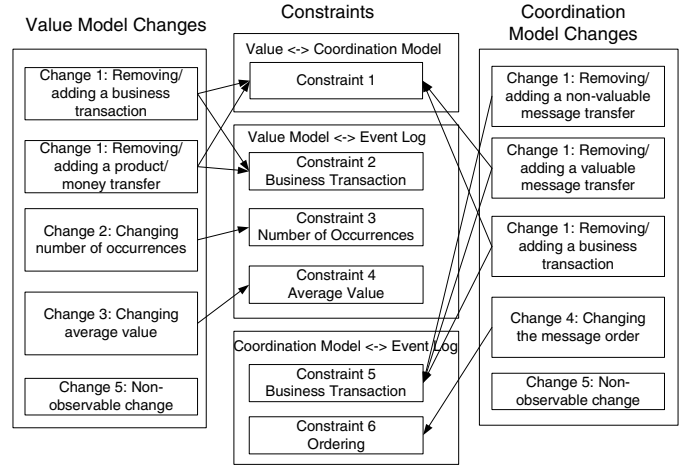 Value Model Changes
Change 1: Removing/
adding a business
transaction
Change 1: Removing/
adding a product/
money transfer
Change 2: Changing
number of occurrences
Change 3: Changing
average value
Change 5: Non-
observable change
Constraints
Value <-> Coordination Model
Constraint 1
Value Model <-> Event Log
Constraint 2
Business Transaction
Constraint 3
Number of Occurrences
Constraint 4
Average Value
Coordination Model <-> Event Log
Constraint 5
Business Transaction
Constraint 6
Ordering
Coordination
Model Changes
Change 1: Removing/
adding a non-valuable
message transfer
Change 1: Removing/
adding a valuable
message transfer
Change 1: Removing/
adding a business
transaction
Change 4: Changing
the message order
Change 5: Non-
observable change